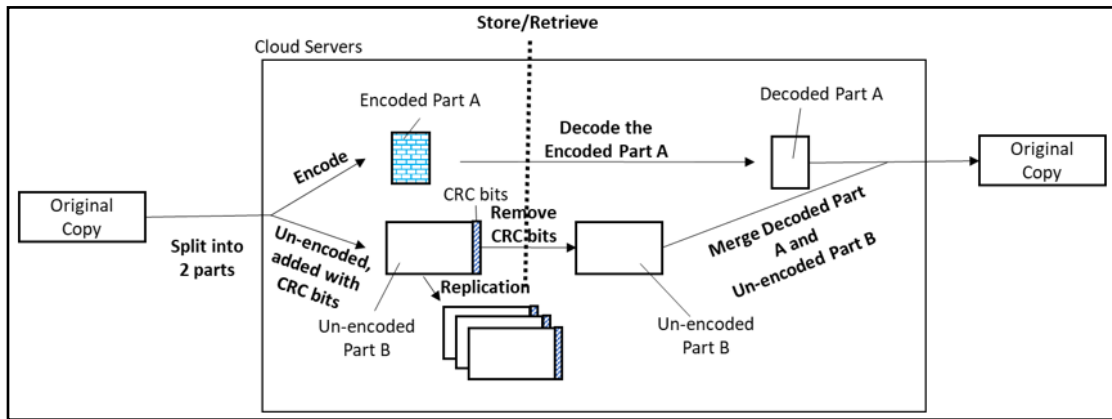 Store/Retrieve
Cloud Servers
Encoded Part A
Decoded Part A
Decode the
Encoded Part A
Encode
Original
Copy
Original
Copy
CRC bits
Remove
CRC bits
Split into
2 parts
Un-encoded,
added with
CRC bits
Merge Decoded Part
A and
Un-encoded Part B
Replication
Un-encoded
Part B
Un-encoded
Part B